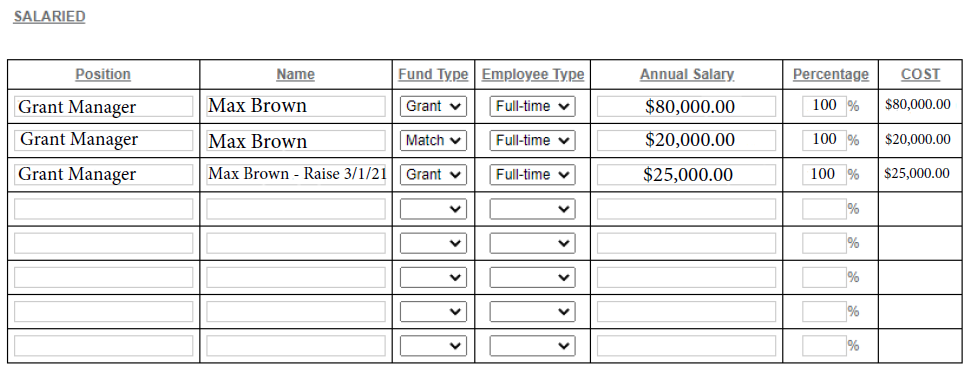 SALARIED
Position Name Fund Type Employee Type Annual Salary Percentage COST
Grant Manager Max Brown Grant Full-time $80,000.00 100 % $80,000.00
Grant Manager Max Brown Match Full-time $20,000.00 100 % $20,000.00
Grant Manager Max Brown - Raise 3/1/21 Grant Full-time $25,000.00 100 % $25,000.00
%
%
%
%
%